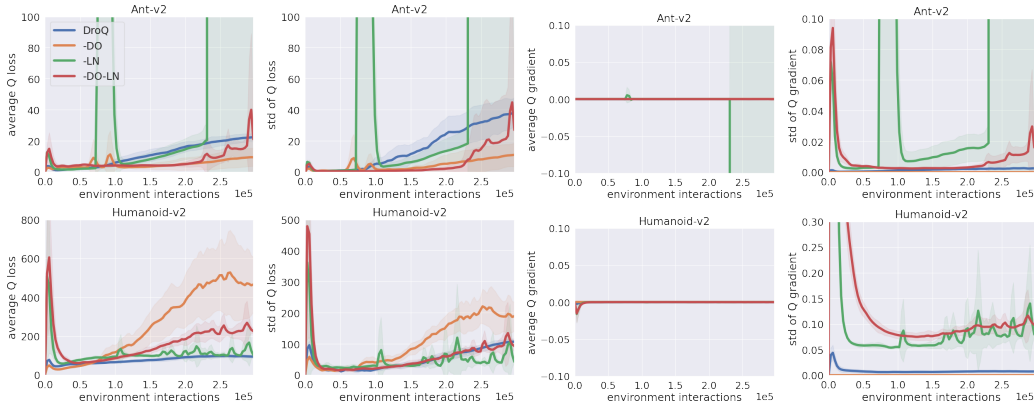 Ant-v2
average Q loss
100
80
60
40
20
0
DroQ
-DO
-LN
-DO-LN
0.0 0.5 1.0 1.5 2.0 2.5
1e5
environment interactions
Ant-v2
std of Q loss
100
80
60
40
20
0
0.0 0.5 1.0 1.5 2.0 2.5
1e5
environment interactions
Ant-v2
average Q gradient
0.10
0.05
0.00
−0.05
−0.10
0.0 0.5 1.0 1.5 2.0 2.5
1e5
environment interactions
Ant-v2
std of Q gradient
0.10
0.08
0.06
0.04
0.02
0.00
0.0 0.5 1.0 1.5 2.0 2.5
1e5
environment interactions
Humanoid-v2
average Q loss
800
600
400
200
0
0.0 0.5 1.0 1.5 2.0 2.5
1e5
environment interactions
Humanoid-v2
std of Q loss
500
400
300
200
100
0
0.0 0.5 1.0 1.5 2.0 2.5
1e5
environment interactions
Humanoid-v2
average Q gradient
0.10
0.05
0.00
−0.05
−0.10
0.0 0.5 1.0 1.5 2.0 2.5
1e5
environment interactions
Humanoid-v2
std of Q gradient
0.30
0.25
0.20
0.15
0.10
0.05
0.00
0.0 0.5 1.0 1.5 2.0 2.5
1e5
environment interactions